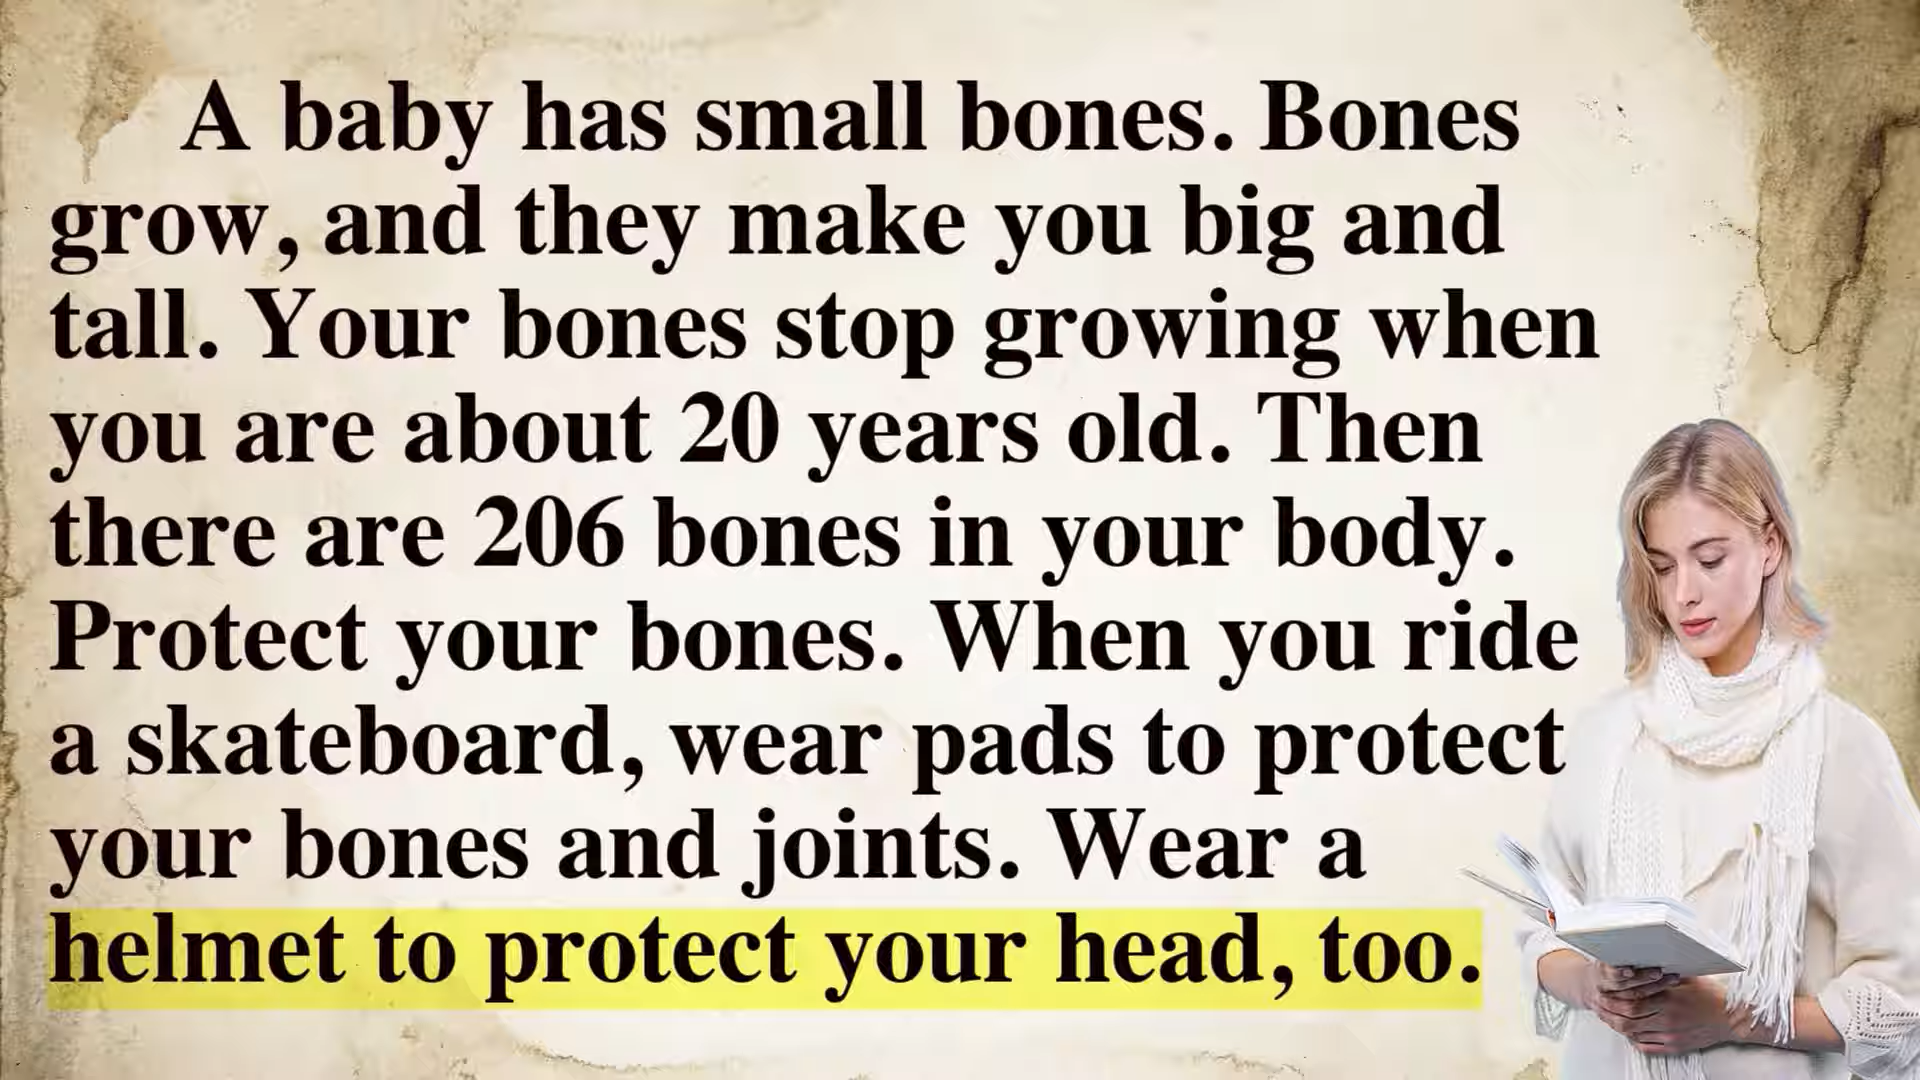 A baby has small bones. Bones
grow, and they make you big and
tall. Your bones stop growing when
you are about 20 years old. Then
there are 206 bones in your body.
Protect your bones. When you ride
a skateboard, wear pads to protect
your bones and joints. Wear a
helmet to protect your head, too.